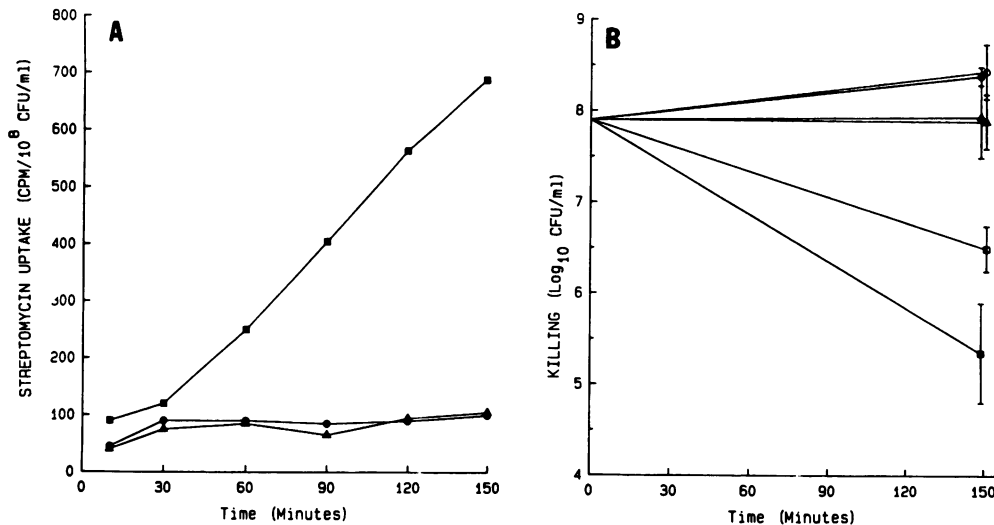 A
800
700
600
500
400
300
200
100
0
0 30 60 90 120 150
Time (Minutes)
STREPTOMYCIN UPTAKE (CPM/10⁸ CFU/ml)
B
9
8
7
6
5
4
0 30 60 90 120 150
Time (Minutes)
KILLING (Log₁₀ CFU/ml)